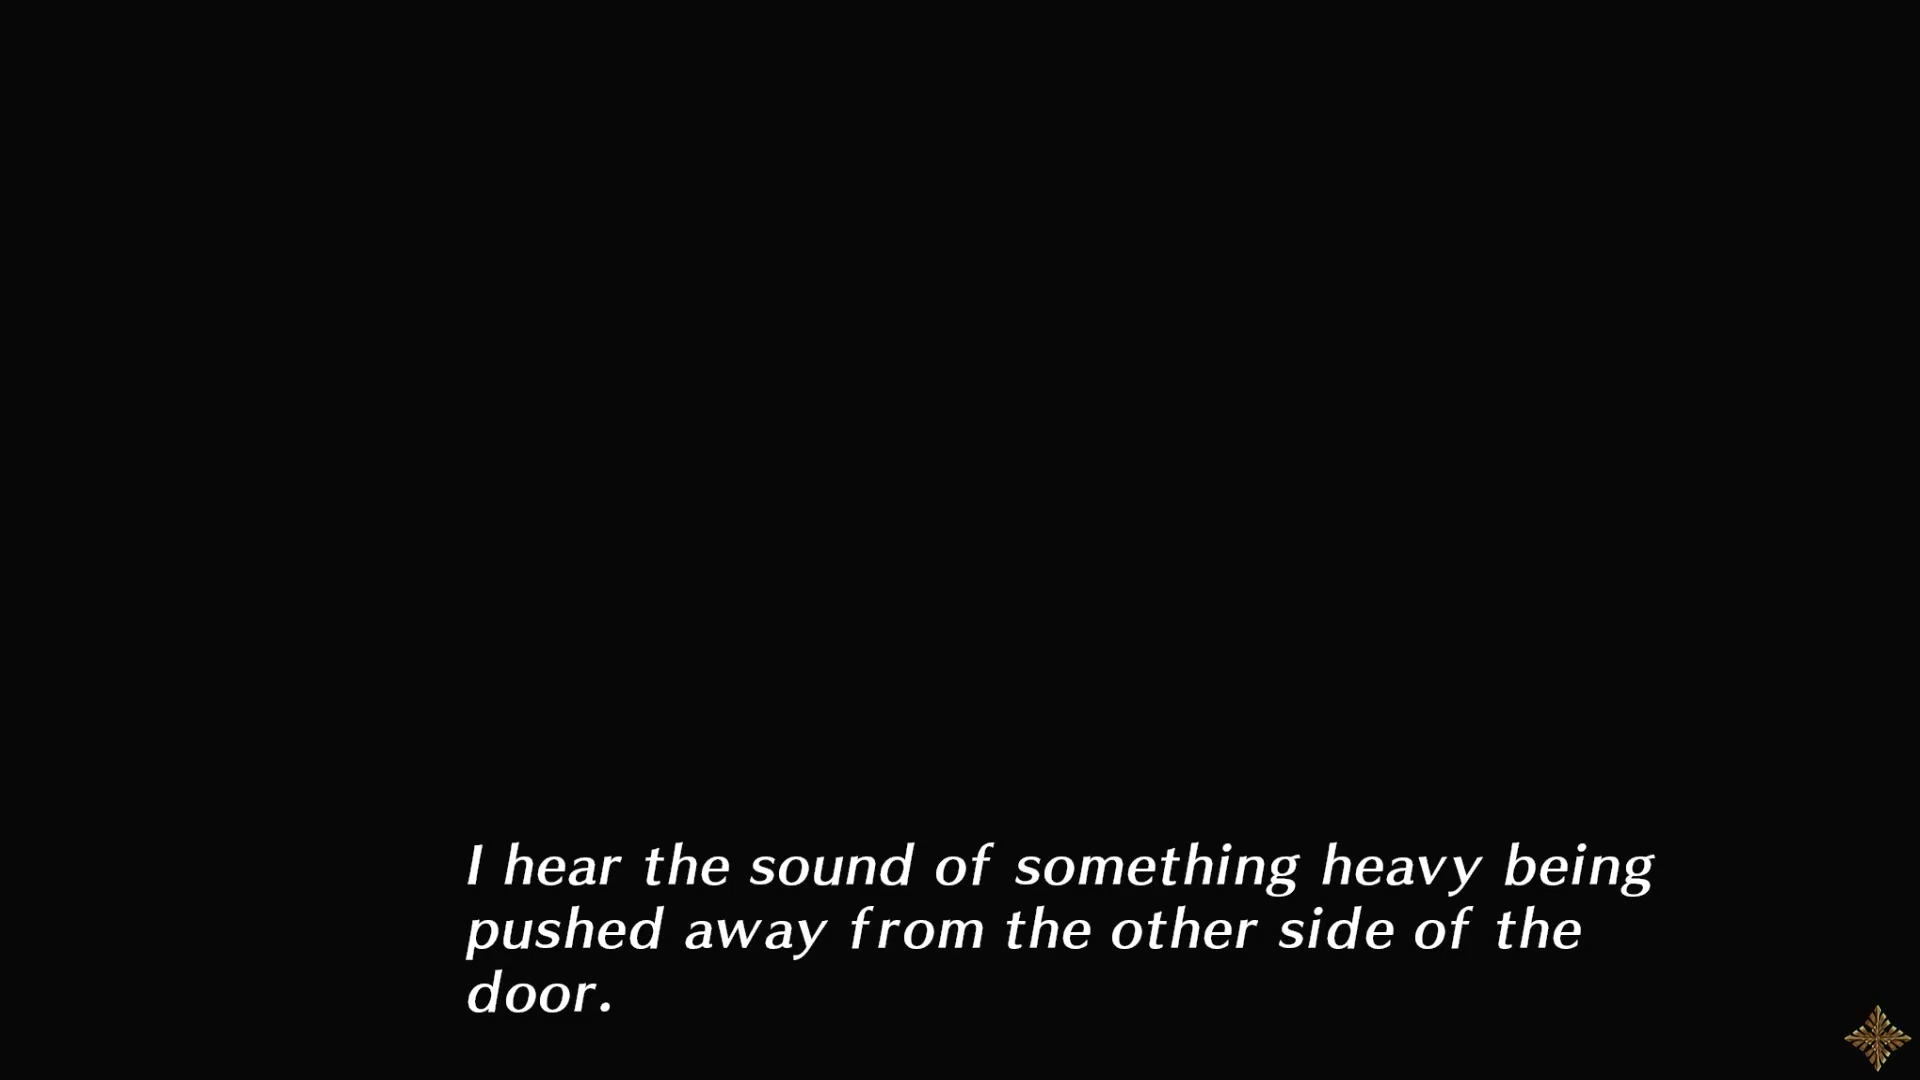 I hear the sound of something heavy being
pushed away from the other side of the
door.